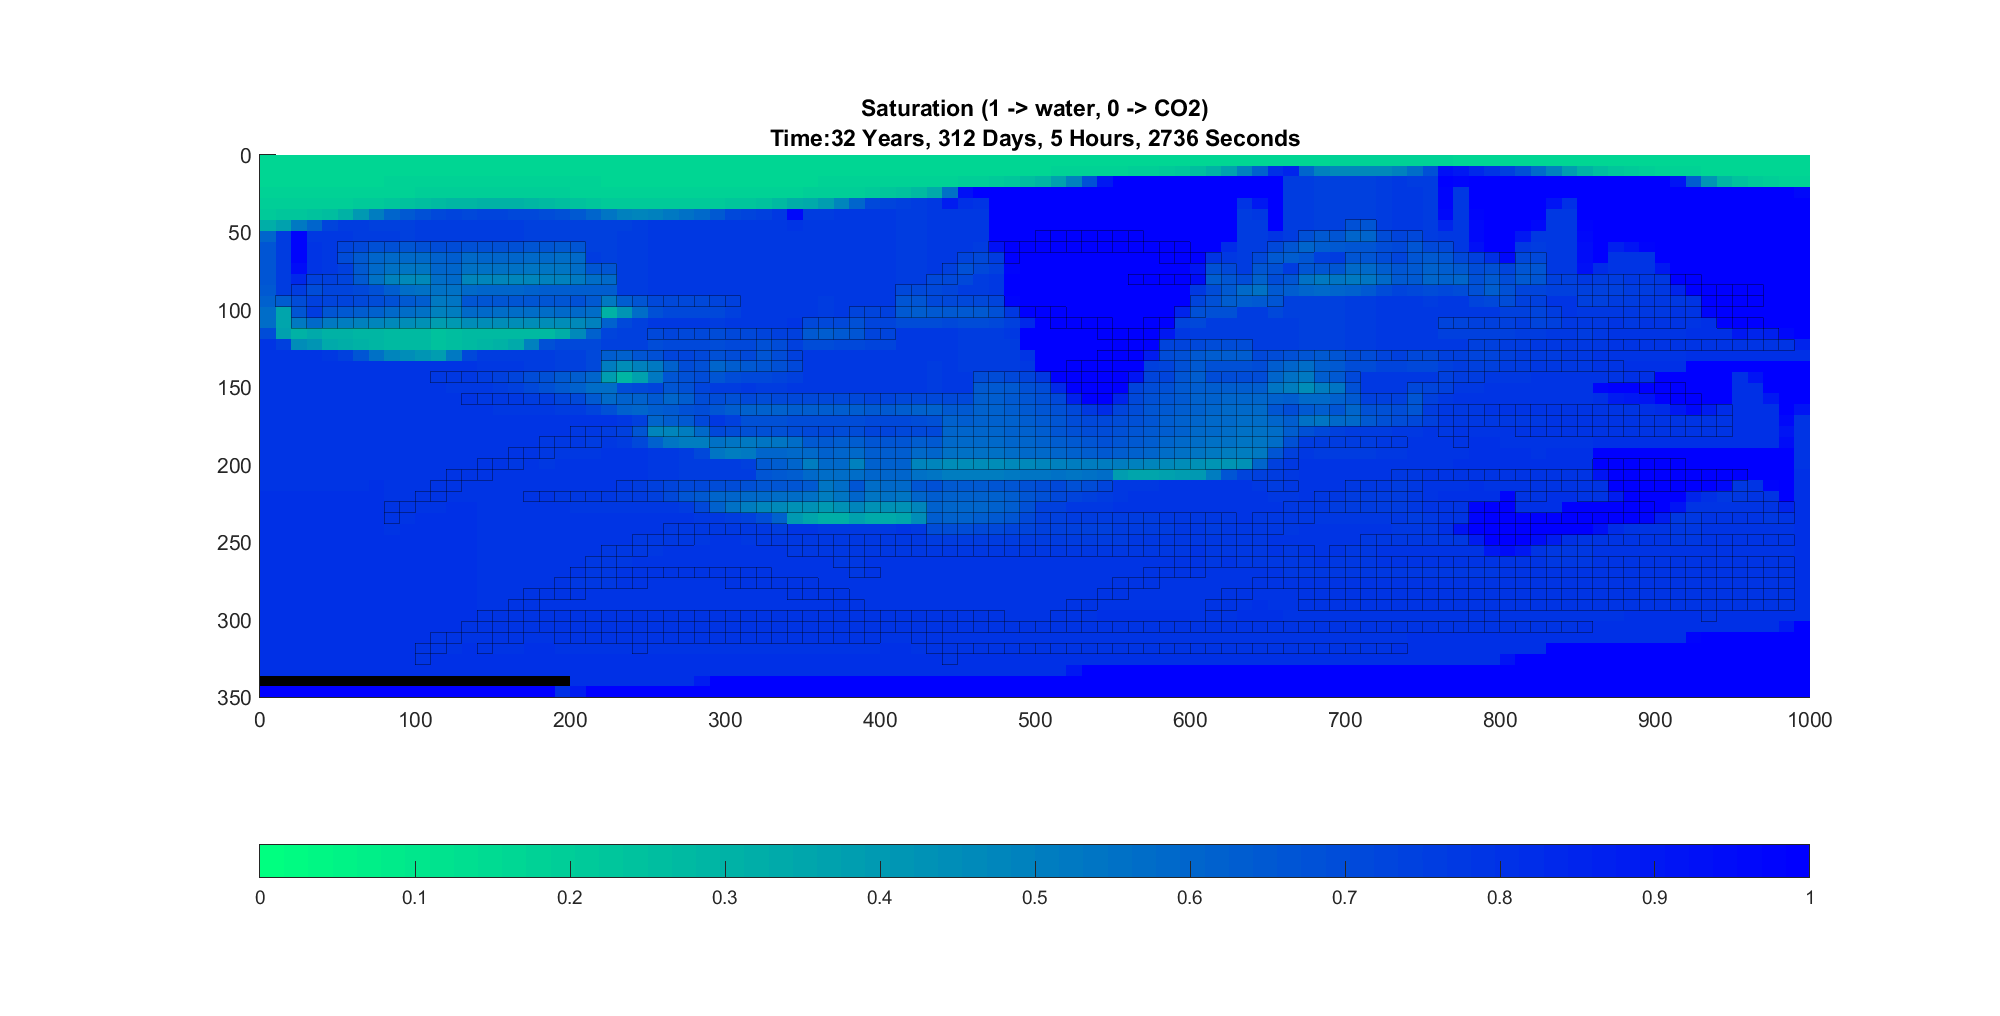 Saturation (1 -> water, 0 -> CO2)
Time:32 Years, 312 Days, 5 Hours, 2736 Seconds
0
50
100
150
200
250
300
350
0 100 200 300 400 500 600 700 800 900 1000
0 0.1 0.2 0.3 0.4 0.5 0.6 0.7 0.8 0.9 1